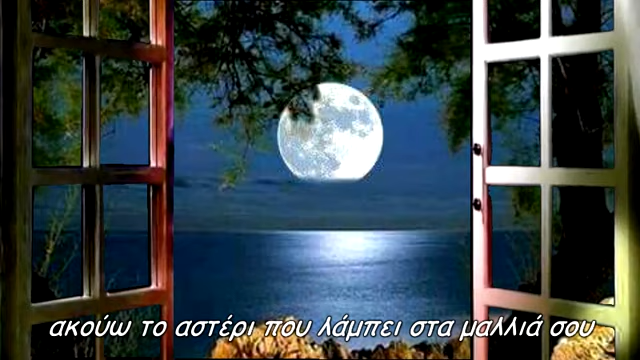 ακούω το αστέρι που λάμπει στα μαλλιά σου